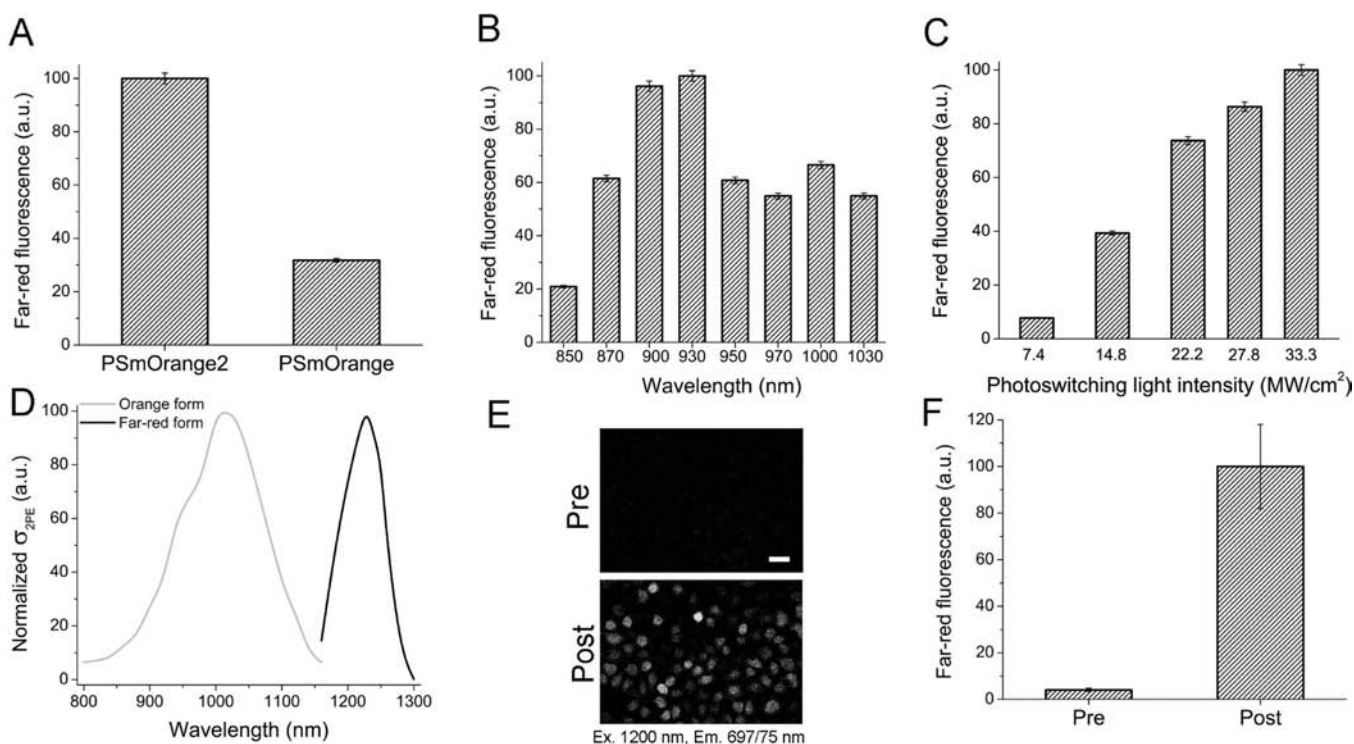 A
Far-red fluorescence (a.u.)
100
80
60
40
20
0
PSmOrange2 PSmOrange
B
Far-red fluorescence (a.u.)
100
80
60
40
20
0
850 870 900 930 950 970 1000 1030
Wavelength (nm)
C
Far-red fluorescence (a.u.)
100
80
60
40
20
0
7.4 14.8 22.2 27.8 33.3
Photoswitching light intensity (MW/cm²)
D
Orange form
Far-red form
Normalized σ2PE (a.u.)
100
80
60
40
20
0
800 900 1000 1100 1200 1300
Wavelength (nm)
E
Pre
Post
Ex. 1200 nm, Em. 697/75 nm
F
Far-red fluorescence (a.u.)
120
100
80
60
40
20
0
Pre Post